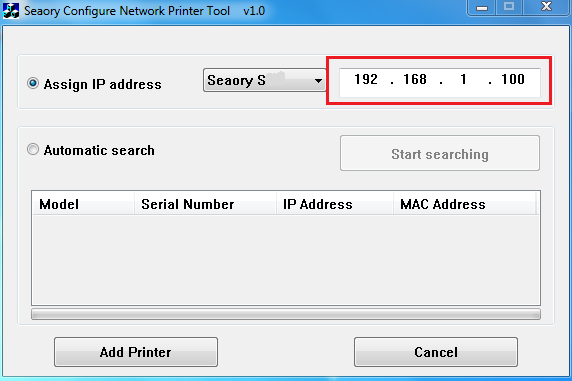 Seaory Configure Network Printer Tool v1.0
Assign IP address
Seaory S
192 . 168 . 1 . 100
Automatic search
Start searching
Model Serial Number IP Address MAC Address
Add Printer Cancel